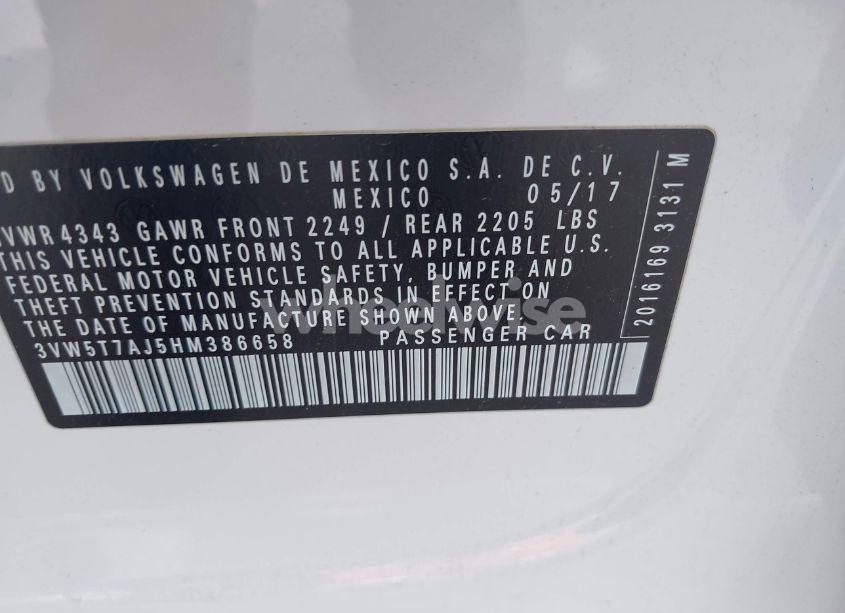 D BY VOLKSWAGEN DE MEXICO S.A. DE C.V.
MEXICO 05/17
GVWR 4343 GAWR FRONT 2249 / REAR 2205 LBS
THIS VEHICLE CONFORMS TO ALL APPLICABLE U.S.
FEDERAL MOTOR VEHICLE SAFETY, BUMPER AND
THEFT PREVENTION STANDARDS IN EFFECT ON
THE DATE OF MANUFACTURE SHOWN ABOVE.
3VW5T7AJ5HM386658 PASSENGER CAR
2016169 3131 M
wheelwise